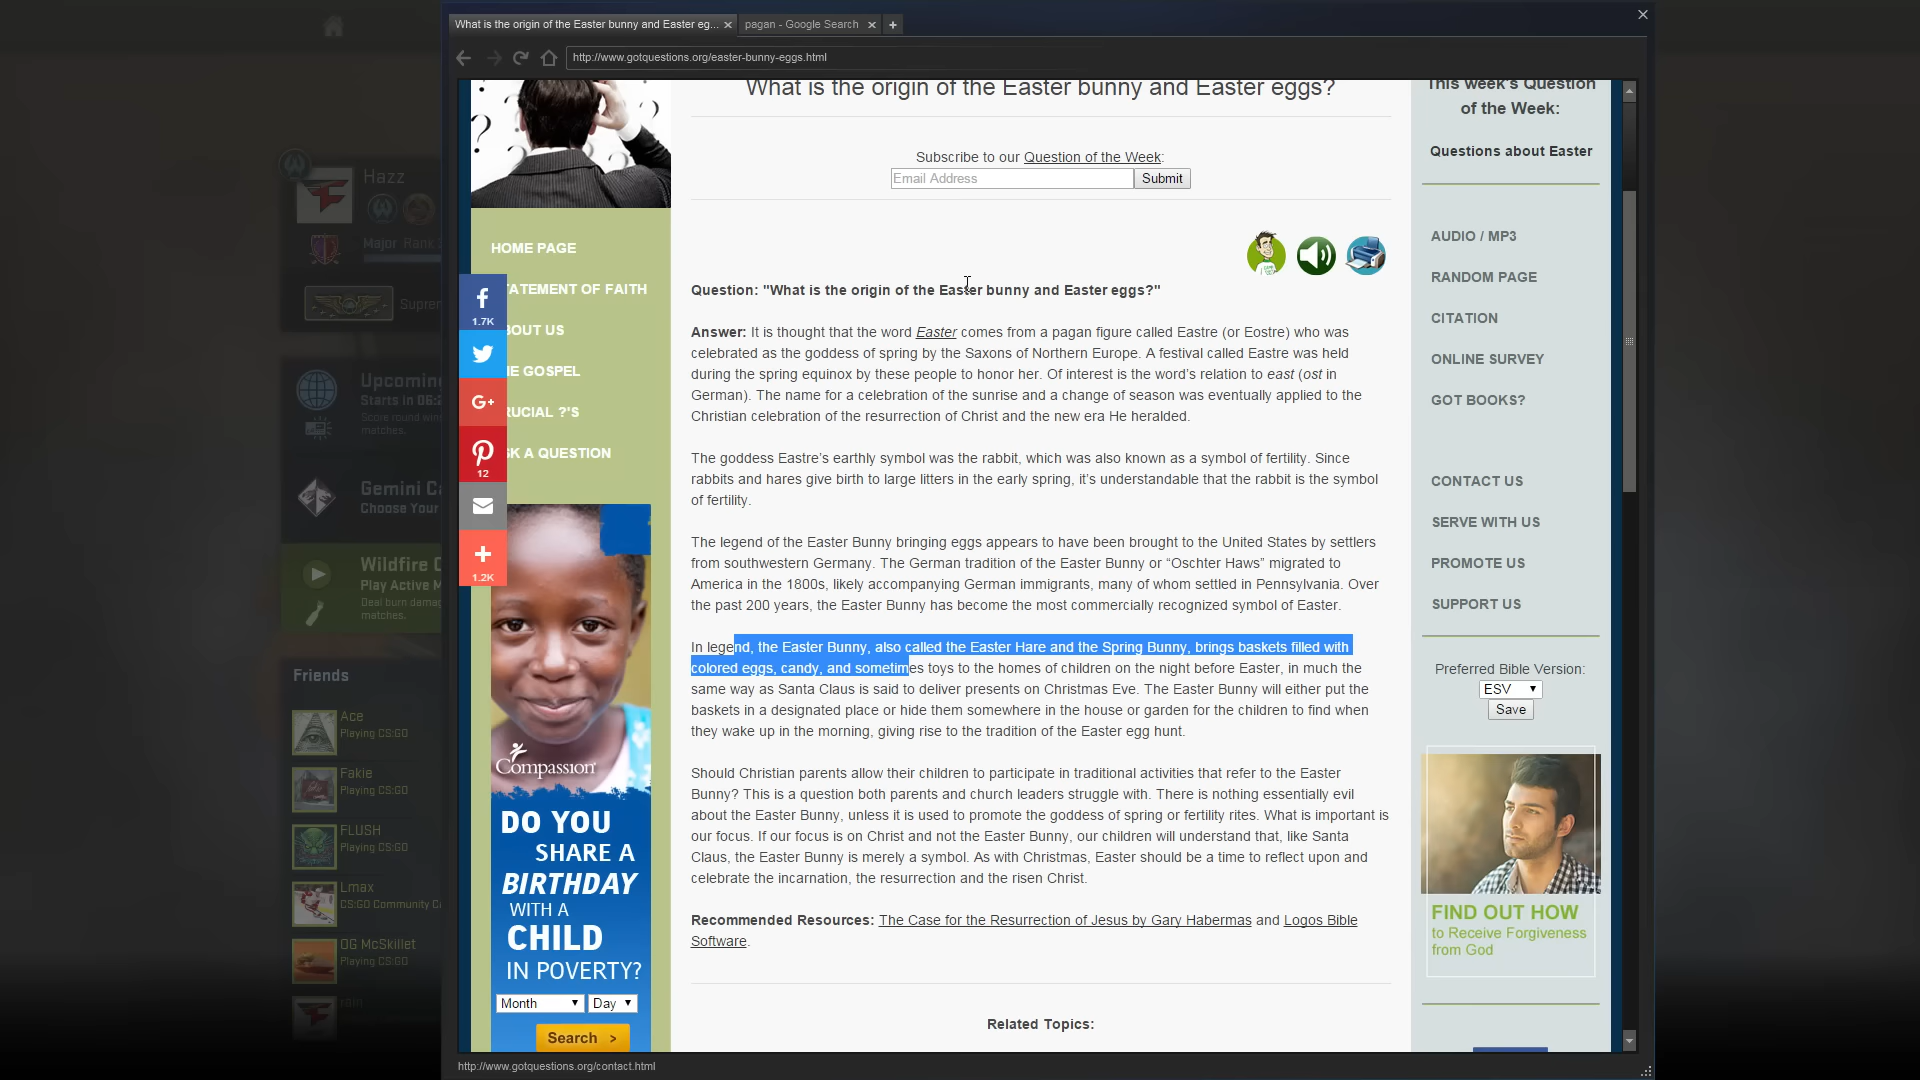 What is the origin of the Easter bunny and Easter eg...
pagan - Google Search
http://www.gotquestions.org/easter-bunny-eggs.html
What is the origin of the Easter bunny and Easter eggs?
Subscribe to our Question of the Week:
Email Address
Submit
Question: "What is the origin of the Easter bunny and Easter eggs?"
Answer: It is thought that the word Easter comes from a pagan figure called Eastre (or Eostre) who was
celebrated as the goddess of spring by the Saxons of Northern Europe. A festival called Eastre was held
during the spring equinox by these people to honor her. Of interest is the word’s relation to east (ost in
German). The name for a celebration of the sunrise and a change of season was eventually applied to the
Christian celebration of the resurrection of Christ and the new era He heralded.
The goddess Eastre’s earthly symbol was the rabbit, which was also known as a symbol of fertility. Since
rabbits and hares give birth to large litters in the early spring, it’s understandable that the rabbit is the symbol
of fertility.
The legend of the Easter Bunny bringing eggs appears to have been brought to the United States by settlers
from southwestern Germany. The German tradition of the Easter Bunny or “Oschter Haws” migrated to
America in the 1800s, likely accompanying German immigrants, many of whom settled in Pennsylvania. Over
the past 200 years, the Easter Bunny has become the most commercially recognized symbol of Easter.
In legend, the Easter Bunny, also called the Easter Hare and the Spring Bunny, brings baskets filled with
colored eggs, candy, and sometimes toys to the homes of children on the night before Easter, in much the
same way as Santa Claus is said to deliver presents on Christmas Eve. The Easter Bunny will either put the
baskets in a designated place or hide them somewhere in the house or garden for the children to find when
they wake up in the morning, giving rise to the tradition of the Easter egg hunt.
Should Christian parents allow their children to participate in traditional activities that refer to the Easter
Bunny? This is a question both parents and church leaders struggle with. There is nothing essentially evil
about the Easter Bunny, unless it is used to promote the goddess of spring or fertility rites. What is important is
our focus. If our focus is on Christ and not the Easter Bunny, our children will understand that, like Santa
Claus, the Easter Bunny is merely a symbol. As with Christmas, Easter should be a time to reflect upon and
celebrate the incarnation, the resurrection and the risen Christ.
Recommended Resources: The Case for the Resurrection of Jesus by Gary Habermas and Logos Bible
Software.
Related Topics:
HOME PAGE
TATEMENT OF FAITH
BOUT US
HE GOSPEL
RUCIAL ?'S
SK A QUESTION
1.7K
G+
12
1.2K
Compassion
DO YOU
SHARE A
BIRTHDAY
WITH A
CHILD
IN POVERTY?
Month
Day
Search >
This week's Question
of the Week:
Questions about Easter
AUDIO / MP3
RANDOM PAGE
CITATION
ONLINE SURVEY
GOT BOOKS?
CONTACT US
SERVE WITH US
PROMOTE US
SUPPORT US
Preferred Bible Version:
ESV
Save
FIND OUT HOW
to Receive Forgiveness
from God
http://www.gotquestions.org/contact.html
Hazz
Major Rank
Suprem
Upcoming
Starts in 06:2
Score round win
matches.
Gemini Ca
Choose Your
Wildfire
Play Active M
Deal burn damag
matches.
Friends
Ace
Playing CS:GO
Fakie
Playing CS:GO
FLUSH
Playing CS:GO
Lmax
CS:GO Community
OG McSkillet
Playing CS:GO